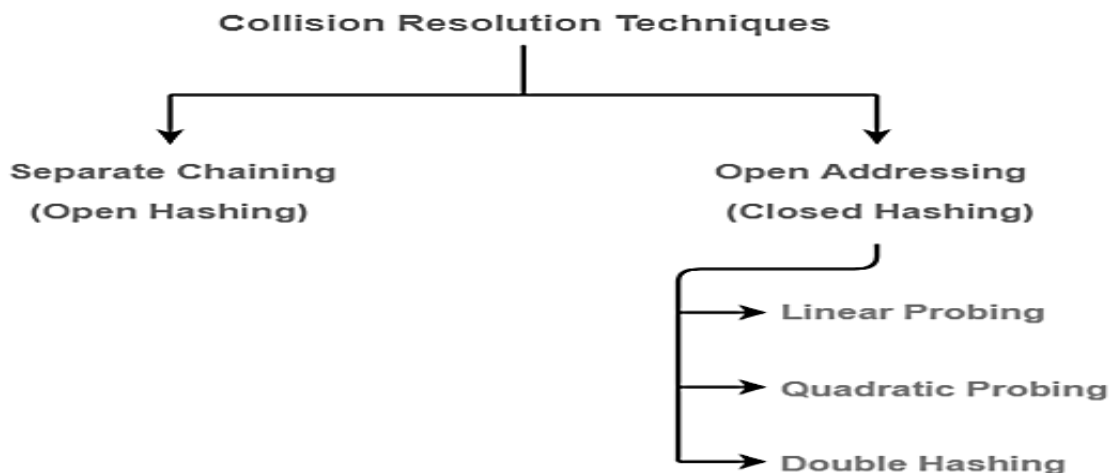 Collision Resolution Techniques
Separate Chaining
(Open Hashing)
Open Addressing
(Closed Hashing)
Linear Probing
Quadratic Probing
Double Hashing